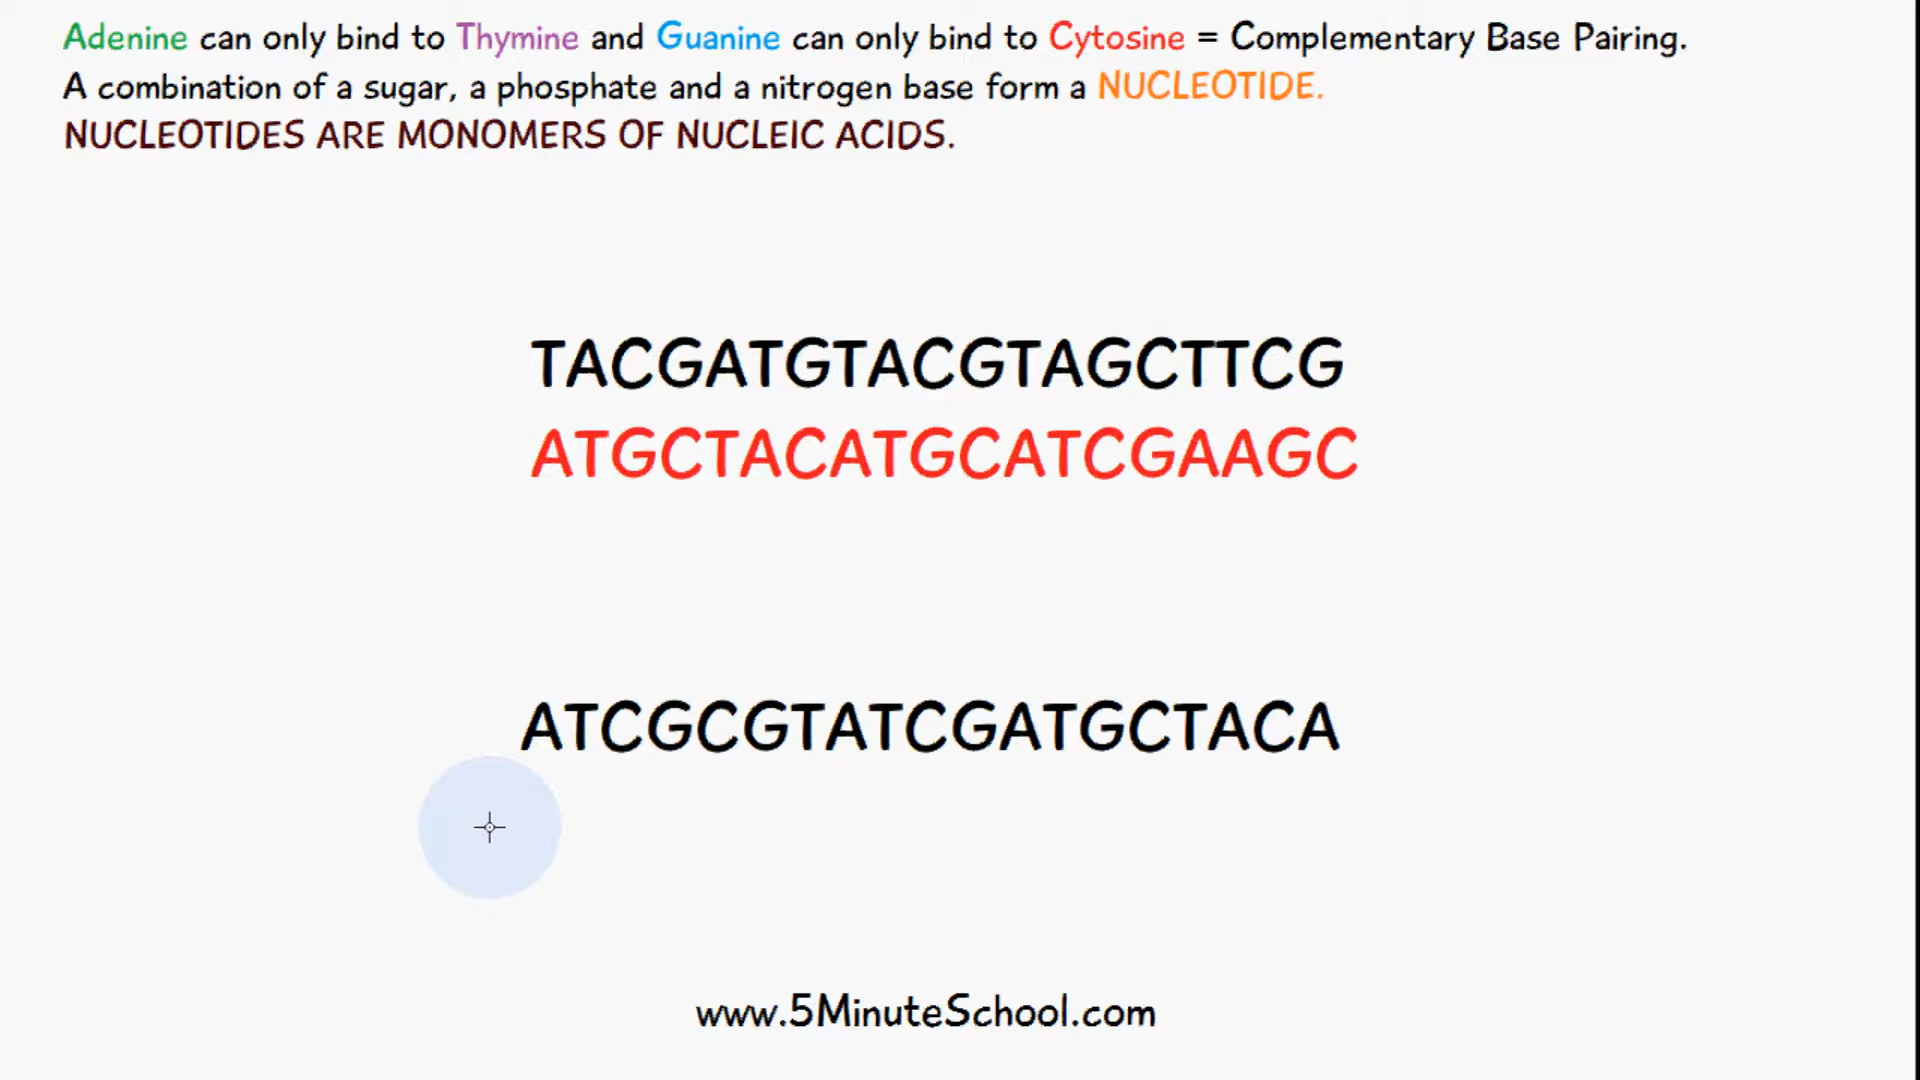 Adenine can only bind to Thymine and Guanine can only bind to Cytosine = Complementary Base Pairing.
A combination of a sugar, a phosphate and a nitrogen base form a NUCLEOTIDE.
NUCLEOTIDES ARE MONOMERS OF NUCLEIC ACIDS.
TACGATGTACGTAGCTTCG
ATGCTACATGCATCGAAGC
ATCGCGTATCGATGCTACA
www.5MinuteSchool.com